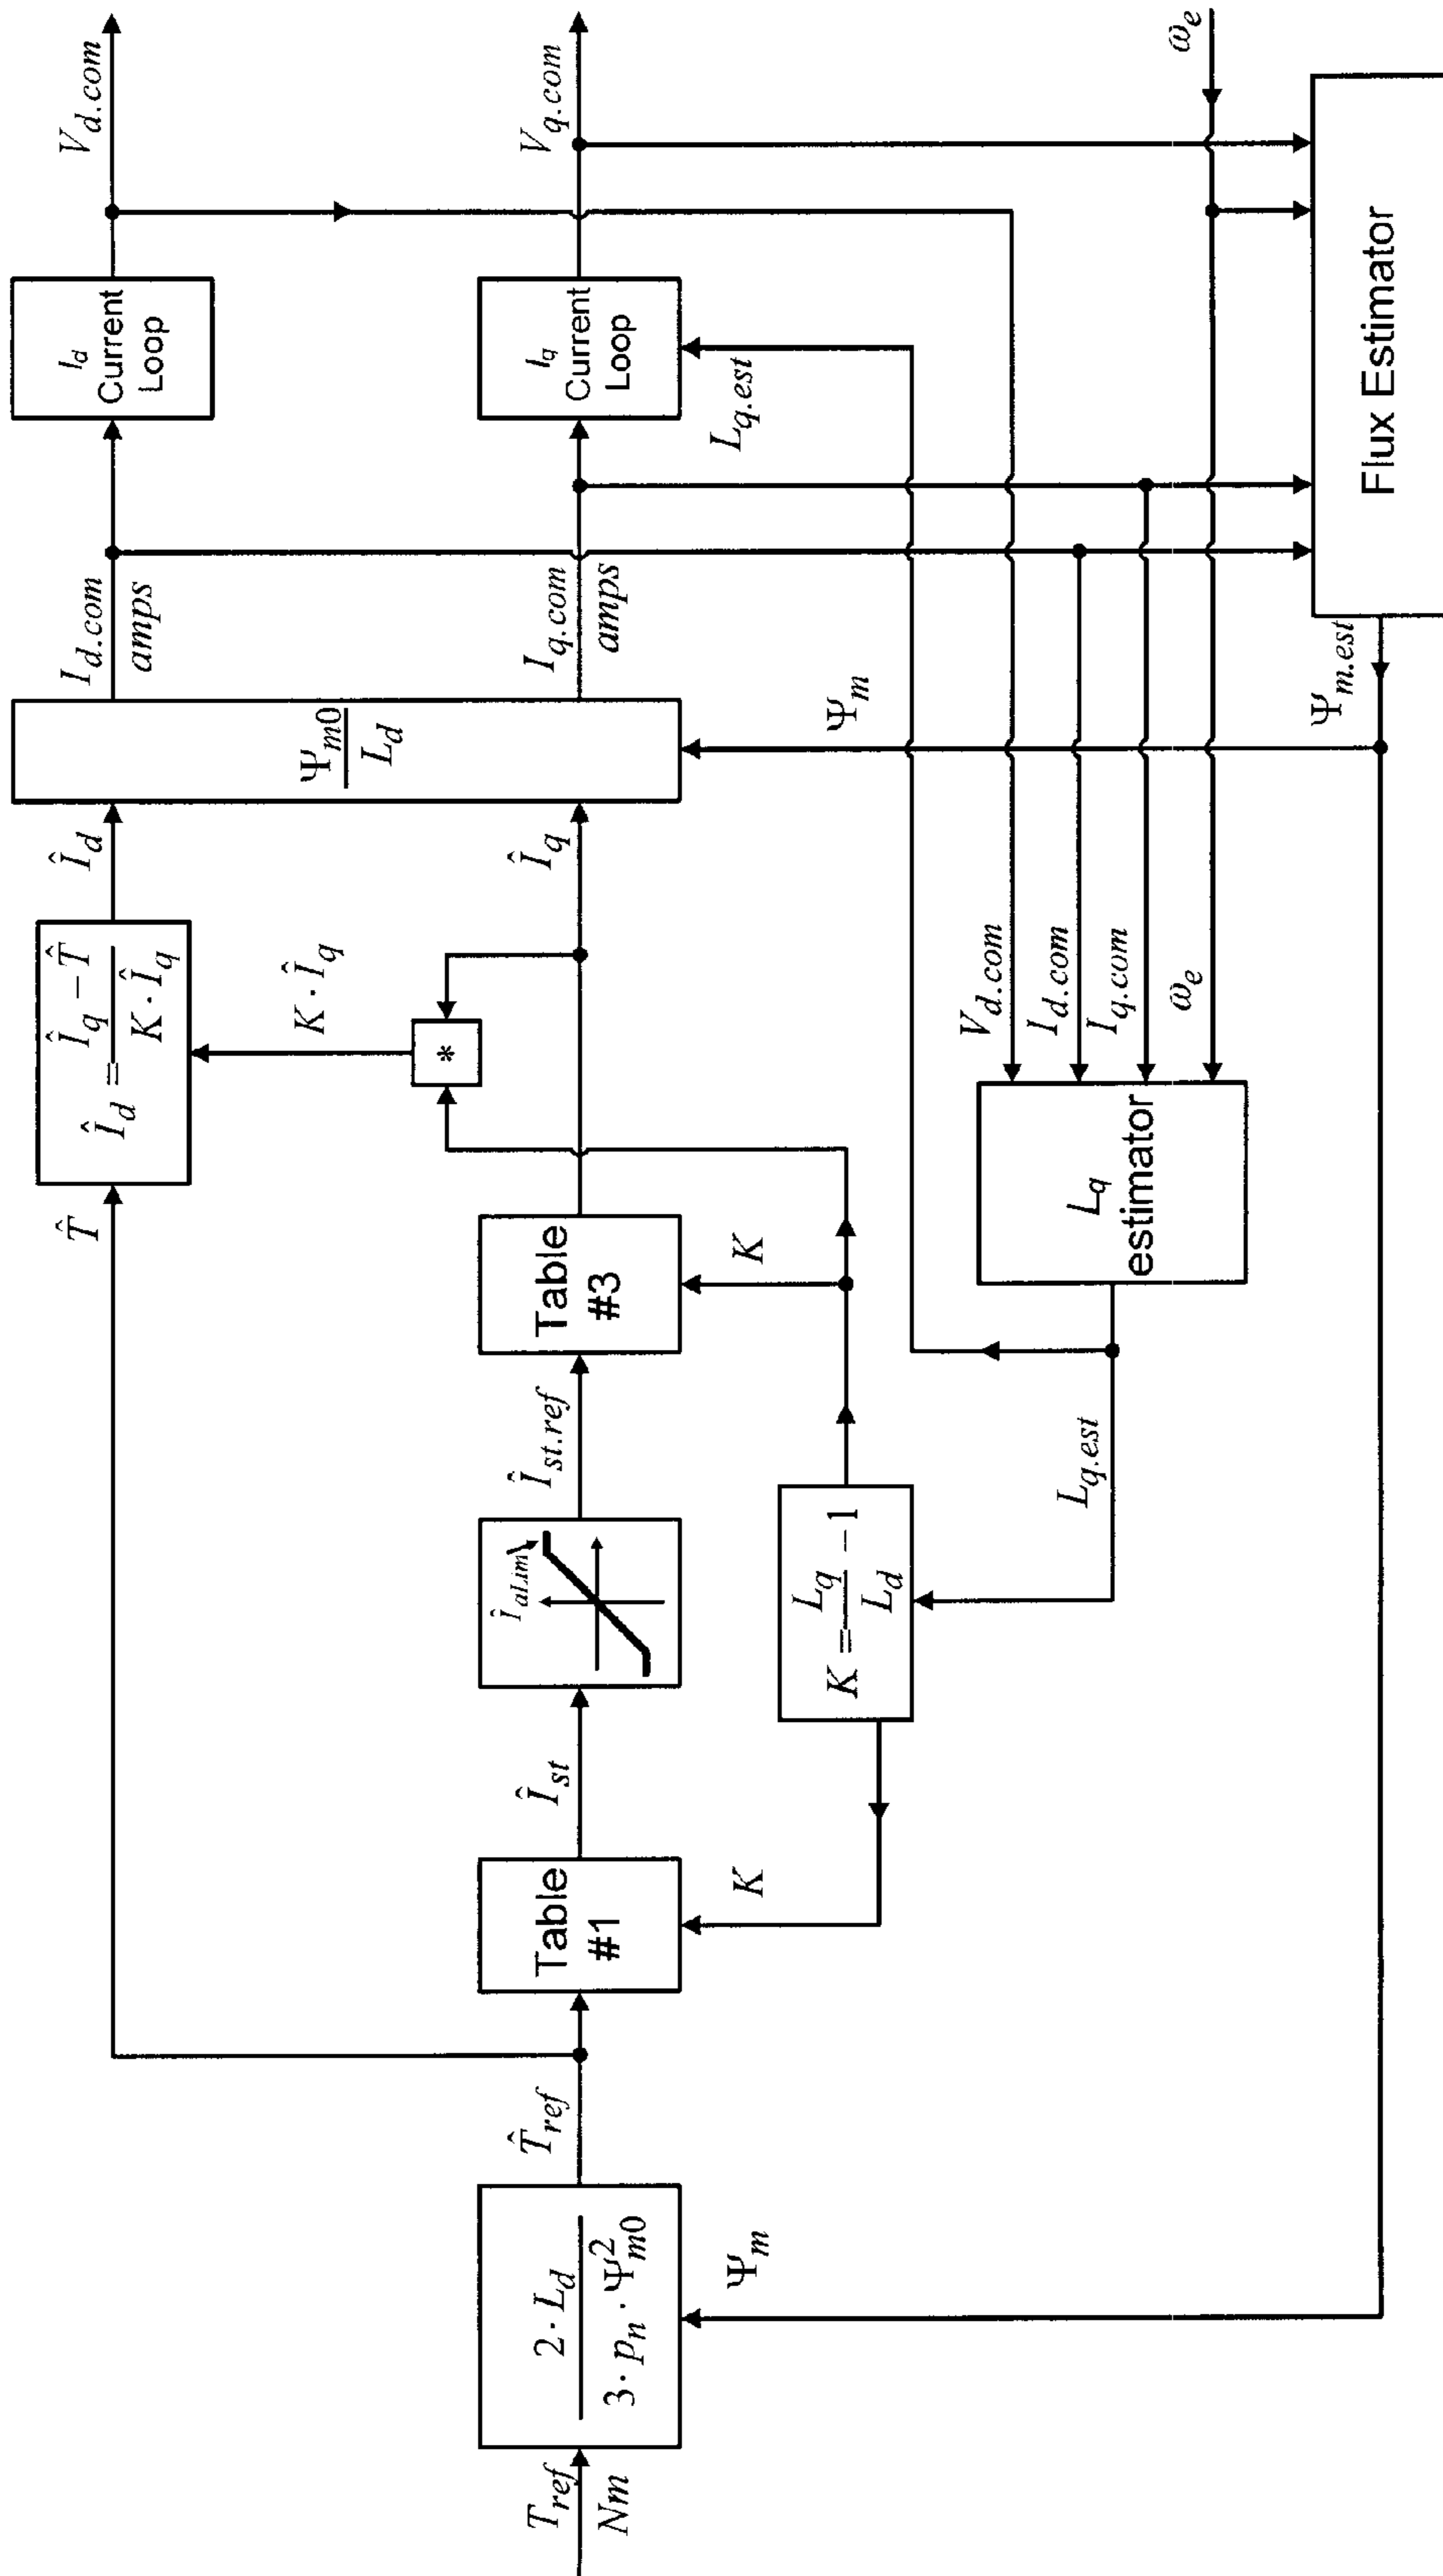 T_ref
Nm
2 · L_d
3 · p_n · Ψ_m0^2
Ψ_m
T̂_ref
T̂
Table
#1
K
Î_st
Î_aLim
Î_st.ref
K = L_q / L_d − 1
Table
#3
K
L_q.est
L_q
estimator
*
K · Î_q
Î_d = (Î_q − T̂) / (K · Î_q)
Î_d
Î_q
V_d.com
I_d.com
I_q.com
ω_e
Ψ_m0
L_d
Ψ_m
I_d.com
amps
I_q.com
amps
I_d
Current
Loop
I_q
Current
Loop
L_q.est
V_d.com
V_q.com
ω_e
Flux Estimator
Ψ_m.est